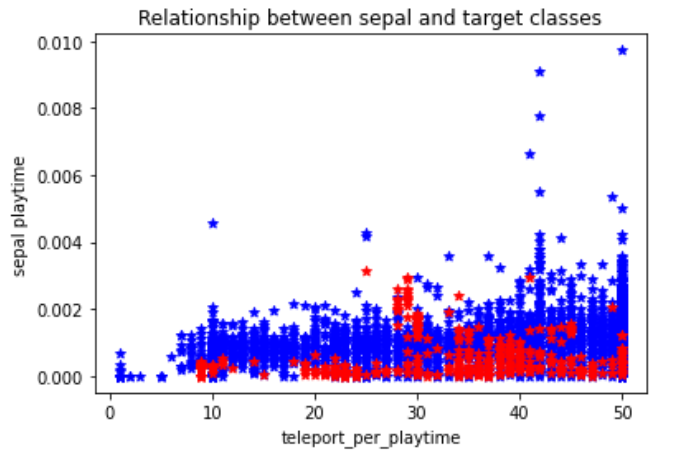 Relationship between sepal and target classes
0.010
0.008
0.006
0.004
0.002
0.000
sepal playtime
0 10 20 30 40 50
teleport_per_playtime